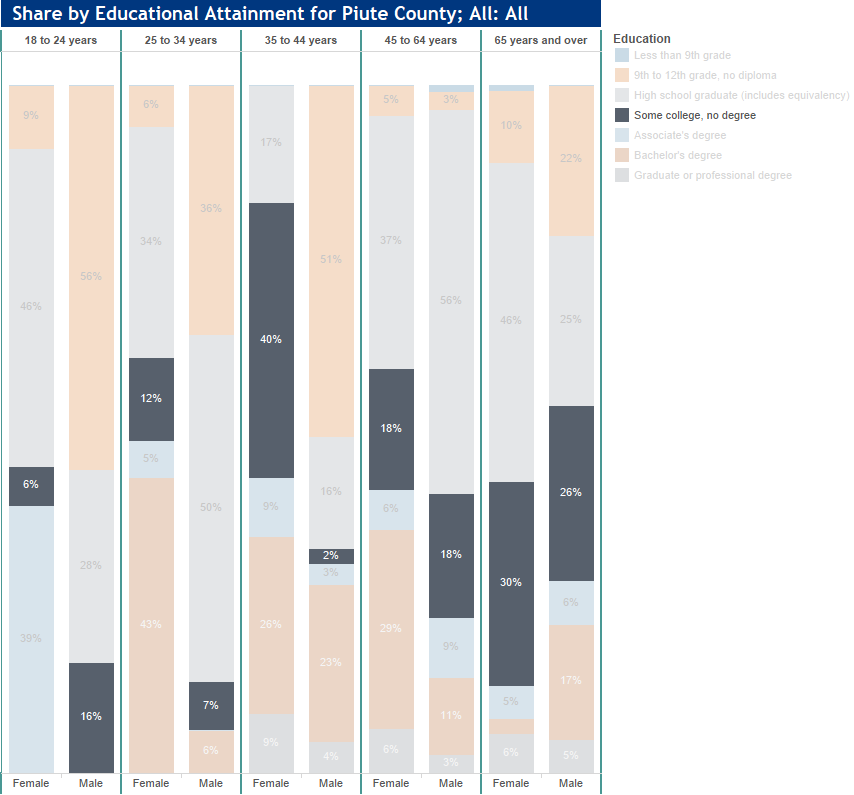 Share by Educational Attainment for Piute County; All: All
18 to 24 years
25 to 34 years
35 to 44 years
45 to 64 years
65 years and over
Education
Less than 9th grade
9th to 12th grade, no diploma
High school graduate (includes equivalency)
Some college, no degree
Associate's degree
Bachelor's degree
Graduate or professional degree
9%
46%
6%
39%
56%
28%
16%
6%
34%
12%
5%
43%
36%
50%
7%
6%
17%
40%
9%
26%
9%
51%
16%
2%
3%
23%
4%
5%
37%
18%
6%
29%
6%
3%
56%
18%
9%
11%
3%
10%
46%
30%
5%
6%
22%
25%
26%
6%
17%
5%
Female
Male
Female
Male
Female
Male
Female
Male
Female
Male